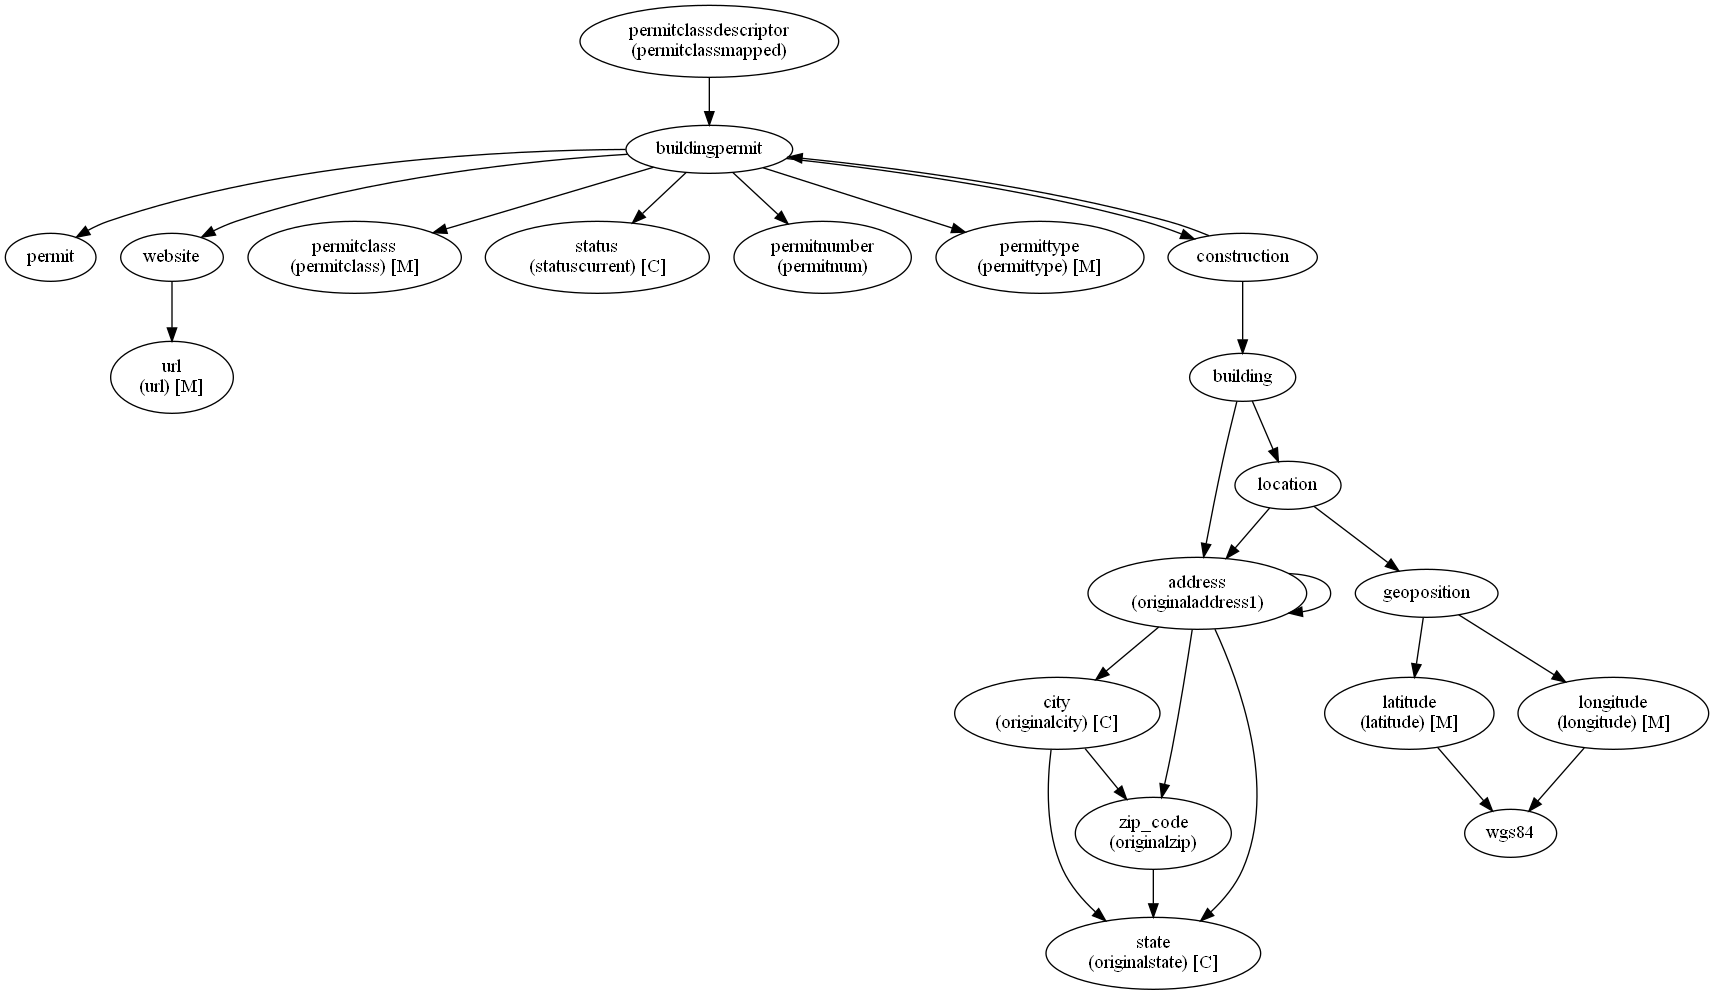 permitclassdescriptor
(permitclassmapped)
buildingpermit
permit
website
permitclass
(permitclass) [M]
status
(statuscurrent) [C]
permitnumber
(permitnum)
permittype
(permittype) [M]
construction
url
(url) [M]
building
location
address
(originaladdress1)
geoposition
city
(originalcity) [C]
latitude
(latitude) [M]
longitude
(longitude) [M]
zip_code
(originalzip)
wgs84
state
(originalstate) [C]